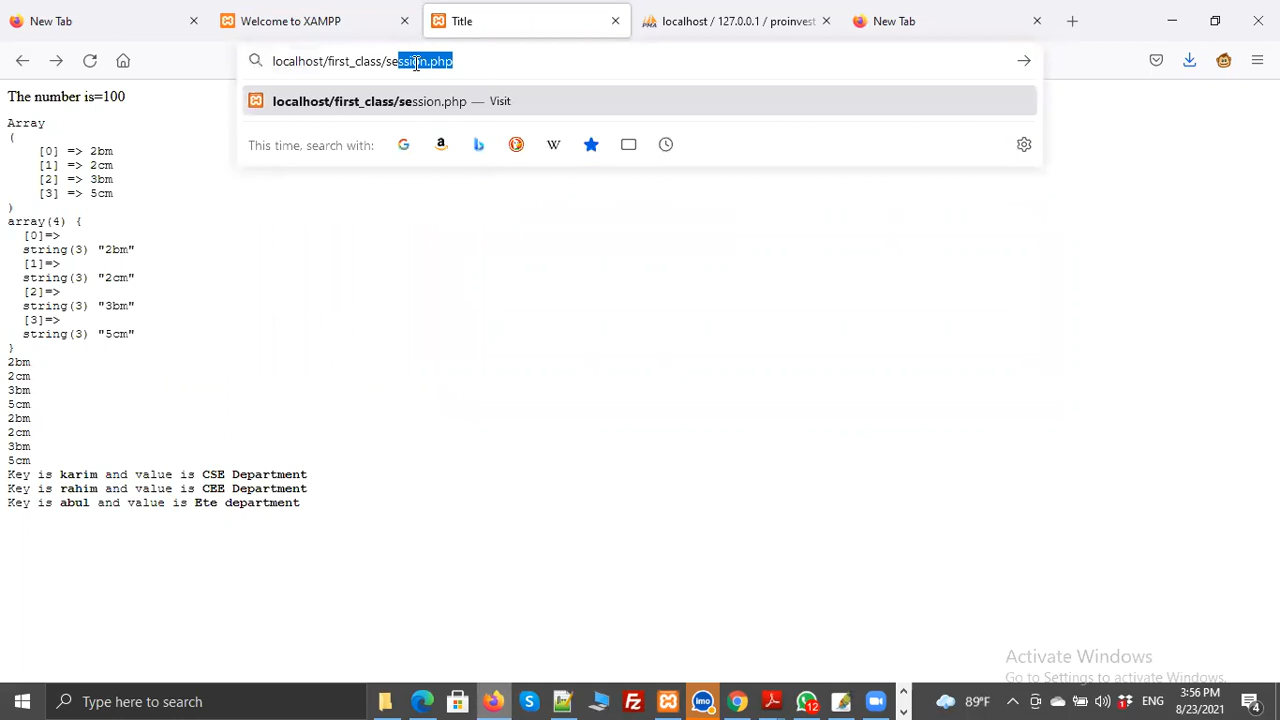 New Tab
Welcome to XAMPP
Title
localhost / 127.0.0.1 / proinvest
New Tab
localhost/first_class/session.php
localhost/first_class/session.php — Visit
This time, search with:
The number is=100
Array
(
[0] => 2bm
[1] => 2cm
[2] => 3bm
[3] => 5cm
)
array(4) {
[0]=>
string(3) "2bm"
[1]=>
string(3) "2cm"
[2]=>
string(3) "3bm"
[3]=>
string(3) "5cm"
}
2bm
2cm
3bm
5cm
2bm
2cm
3bm
5cm
Key is karim and value is CSE Department
Key is rahim and value is CEE Department
Key is abul and value is Ete department
Activate Windows
Go to Settings to activate Windows.
Type here to search
imo
12
89°F
ENG
3:56 PM
8/23/2021
4